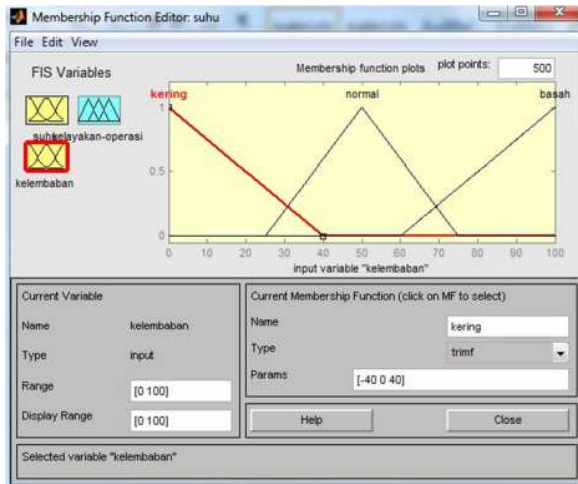 Membership Function Editor: suhu
File Edit View
FIS Variables
Membership function plots plot points: 500
kering normal basah
suhu kelayakan-operasi
kelembaban
1
0.5
0
0 10 20 30 40 50 60 70 80 90 100
input variable "kelembaban"
Current Variable
Name kelembaban
Type input
Range [0 100]
Display Range [0 100]
Current Membership Function (click on MF to select)
Name kering
Type trimf
Params [-40 0 40]
Help Close
Selected variable "kelembaban"